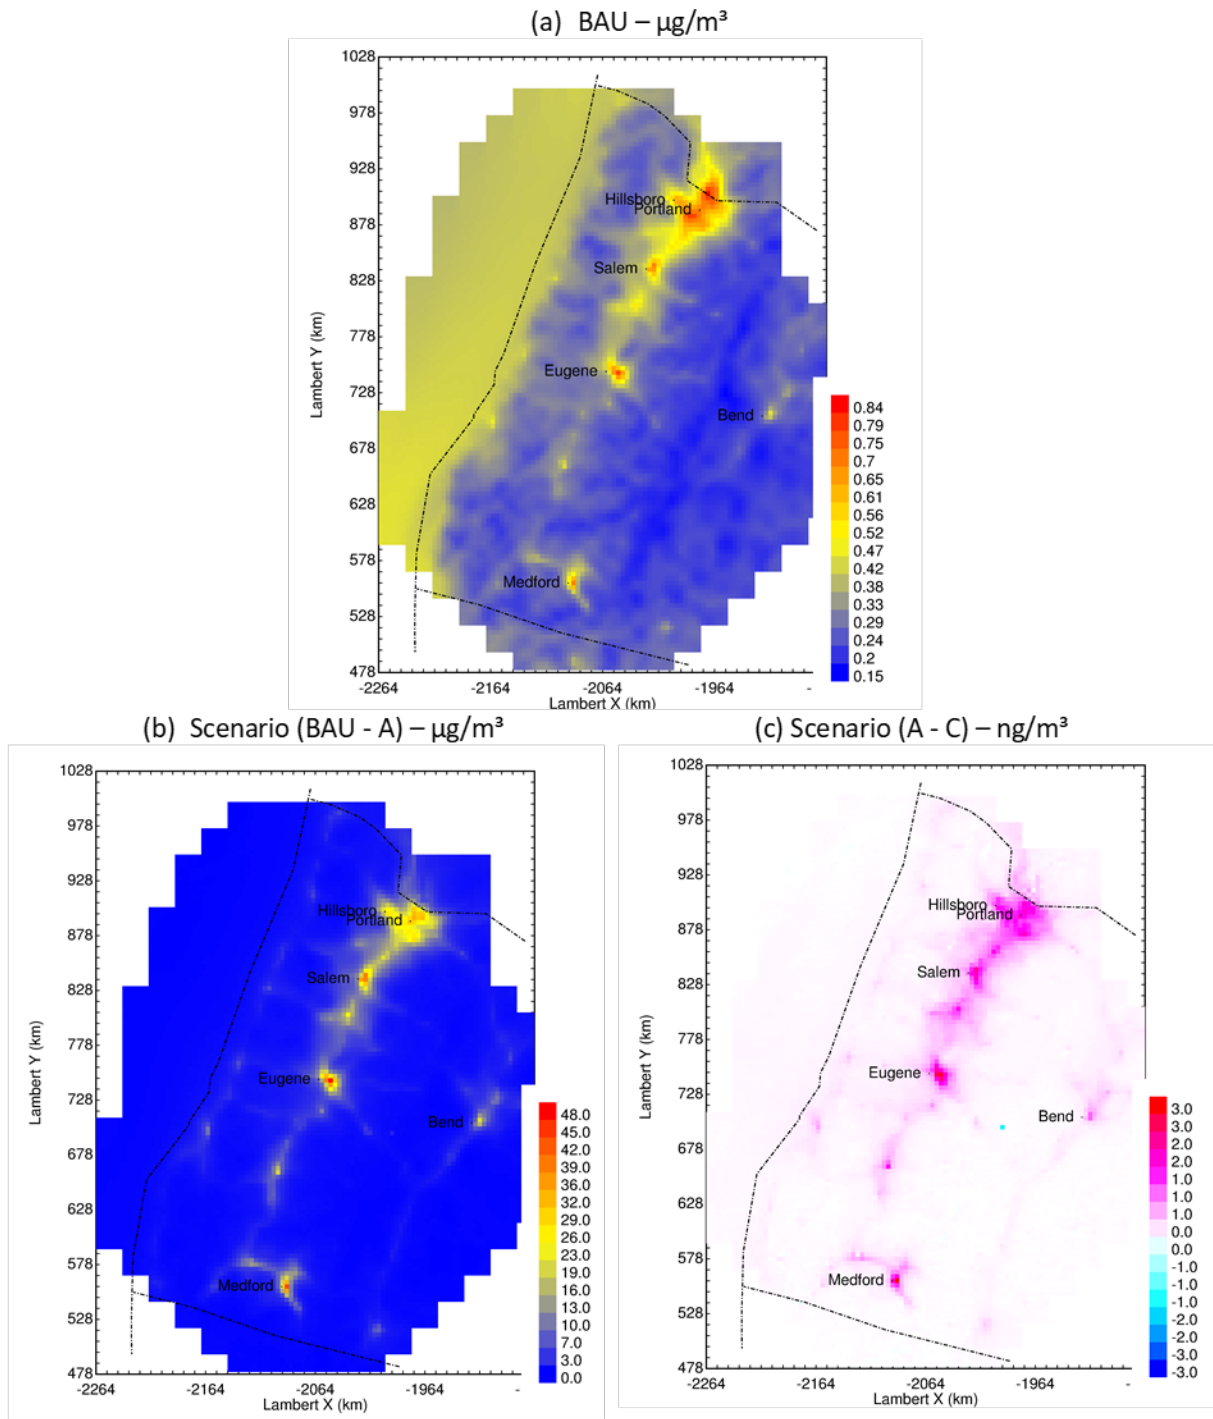 (a) BAU – µg/m³
1028
978
928
878
828
778
728
678
628
578
528
478
Lambert Y (km)
Hillsboro
Portland
Salem
Eugene
Bend
Medford
0.84
0.79
0.75
0.7
0.65
0.61
0.56
0.52
0.47
0.42
0.38
0.33
0.29
0.24
0.2
0.15
-2264 -2164 -2064 -1964 -
Lambert X (km)
(b) Scenario (BAU - A) – µg/m³
1028
978
928
878
828
778
728
678
628
578
528
478
Lambert Y (km)
Hillsboro
Portland
Salem
Eugene
Bend
Medford
48.0
45.0
42.0
39.0
36.0
32.0
29.0
26.0
23.0
19.0
16.0
13.0
10.0
7.0
3.0
0.0
-2264 -2164 -2064 -1964 -
Lambert X (km)
(c) Scenario (A - C) – ng/m³
1028
978
928
878
828
778
728
678
628
578
528
478
Lambert Y (km)
Hillsboro
Portland
Salem
Eugene
Bend
Medford
3.0
3.0
2.0
2.0
1.0
1.0
0.0
0.0
-1.0
-1.0
-2.0
-2.0
-3.0
-3.0
-2264 -2164 -2064 -1964 -
Lambert X (km)